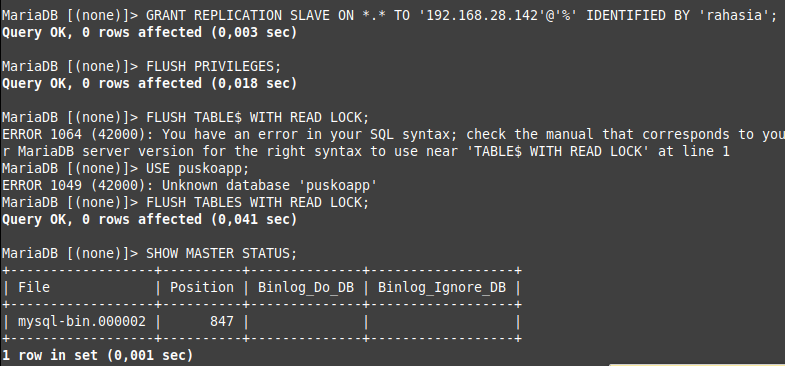 MariaDB [(none)]> GRANT REPLICATION SLAVE ON *.* TO '192.168.28.142'@'%' IDENTIFIED BY 'rahasia';
Query OK, 0 rows affected (0,003 sec)

MariaDB [(none)]> FLUSH PRIVILEGES;
Query OK, 0 rows affected (0,018 sec)

MariaDB [(none)]> FLUSH TABLE$ WITH READ LOCK;
ERROR 1064 (42000): You have an error in your SQL syntax; check the manual that corresponds to you
r MariaDB server version for the right syntax to use near 'TABLE$ WITH READ LOCK' at line 1
MariaDB [(none)]> USE puskoapp;
ERROR 1049 (42000): Unknown database 'puskoapp'
MariaDB [(none)]> FLUSH TABLES WITH READ LOCK;
Query OK, 0 rows affected (0,041 sec)

MariaDB [(none)]> SHOW MASTER STATUS;
+------------------+----------+--------------+------------------+
| File             | Position | Binlog_Do_DB | Binlog_Ignore_DB |
+------------------+----------+--------------+------------------+
| mysql-bin.000002 |      847 |              |                  |
+------------------+----------+--------------+------------------+
1 row in set (0,001 sec)